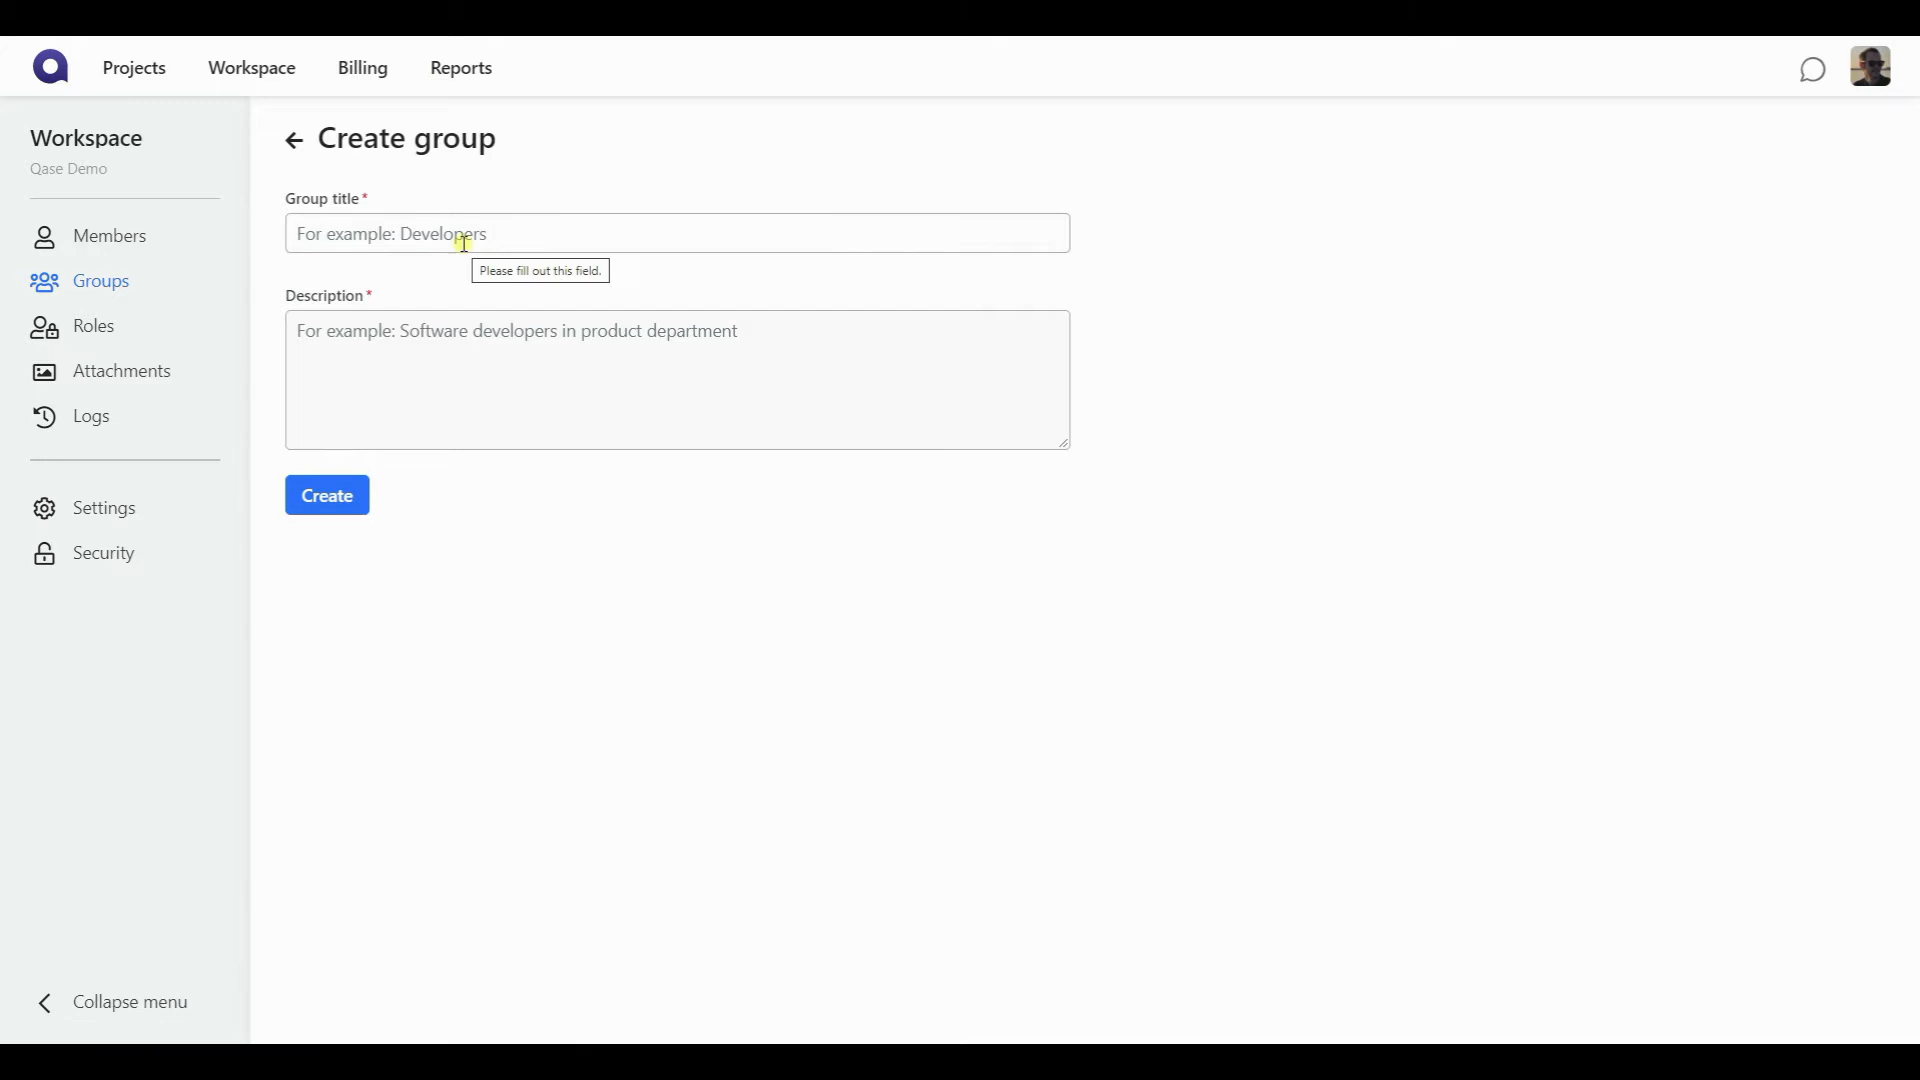 Projects
Workspace
Billing
Reports
Workspace
Qase Demo
Members
Groups
Roles
Attachments
Logs
Settings
Security
Collapse menu
Create group
Group title*
For example: Developers
Please fill out this field.
Description*
For example: Software developers in product department
Create